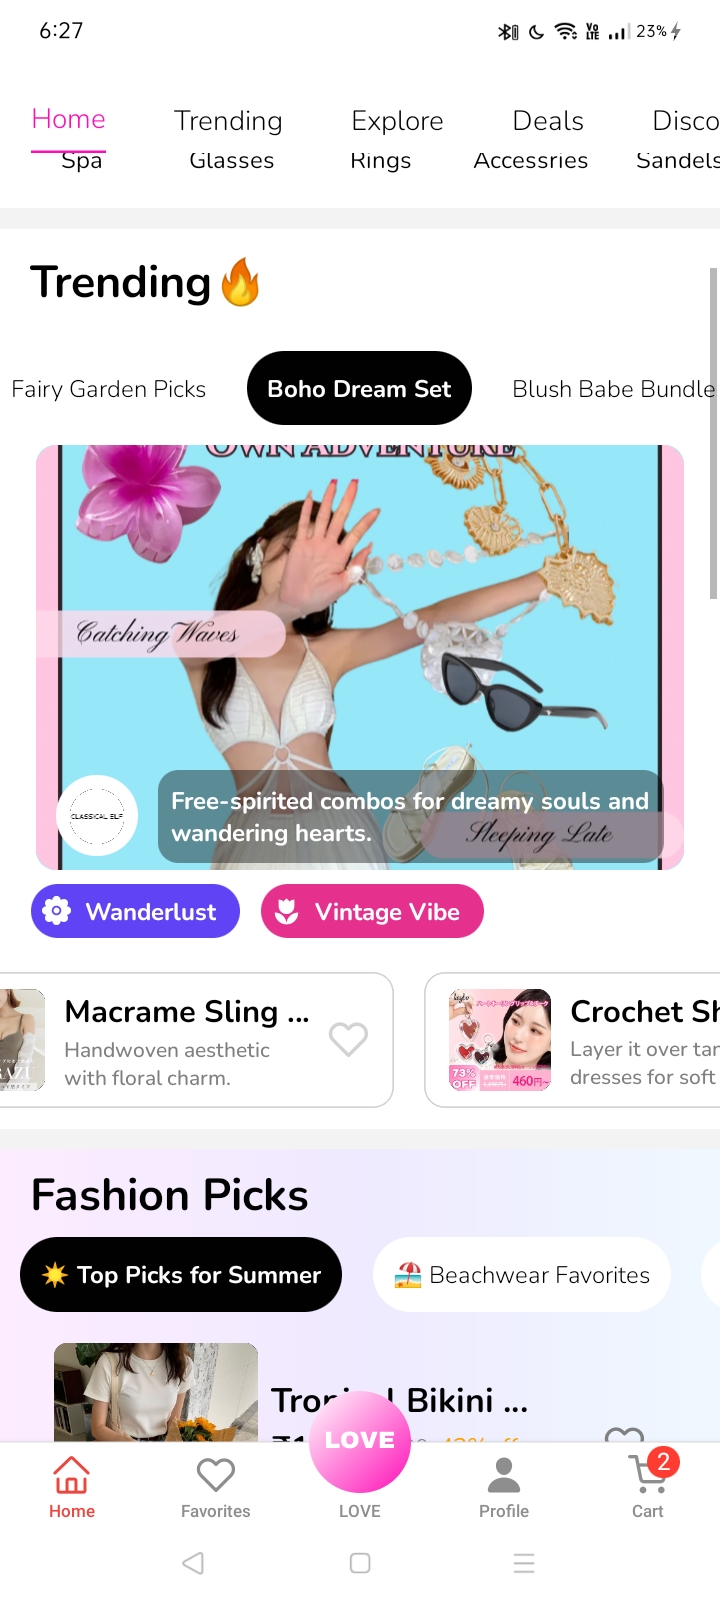 6:27
23%
Home
Trending
Explore
Deals
Disco
Spa
Glasses
Rings
Accessries
Sandels
Trending🔥
Fairy Garden Picks
Boho Dream Set
Blush Babe Bundle
OWN ADVENTURE
Catching Waves
CLASSICAL ELF
Free-spirited combos for dreamy souls and
wandering hearts.
Sleeping Late
Wanderlust
Vintage Vibe
Macrame Sling ...
Handwoven aesthetic
with floral charm.
73%
OFF
460円~
Crochet Sh
Layer it over tan
dresses for soft
Fashion Picks
☀️ Top Picks for Summer
🏖️ Beachwear Favorites
Bikini ...
LOVE
Home
Favorites
LOVE
Profile
2
Cart